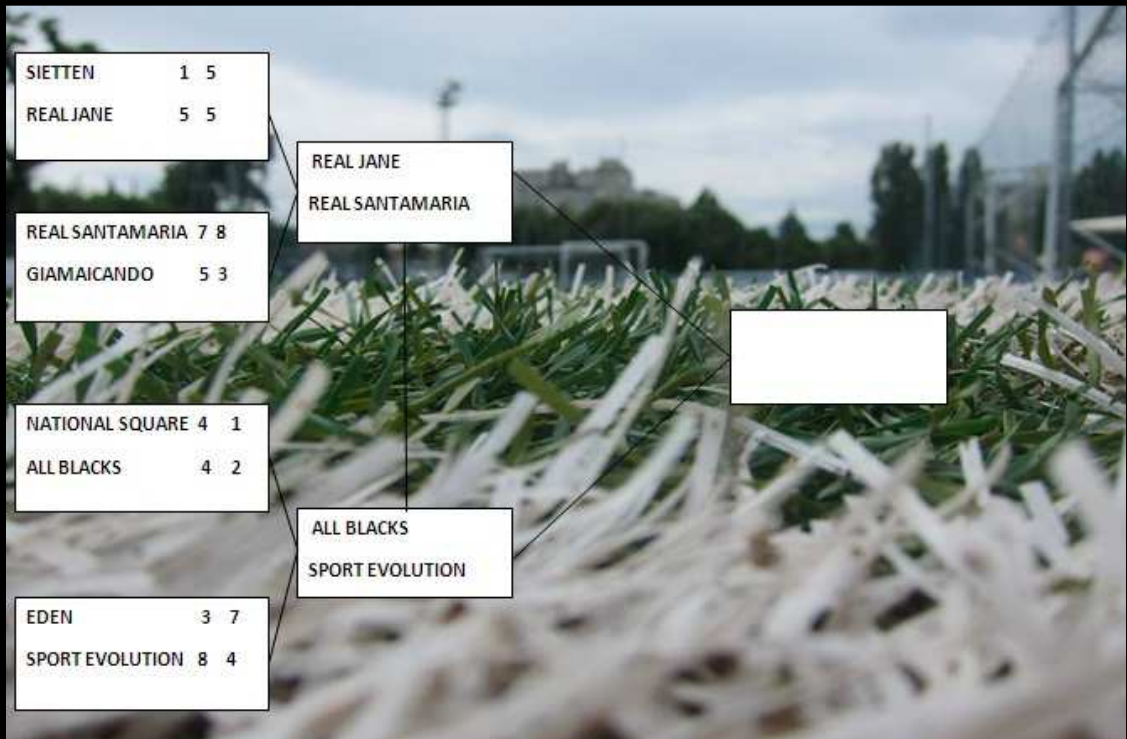 SIETTEN 1 5
REAL JANE 5 5
REAL SANTAMARIA 7 8
GIAMAICANDO 5 3
NATIONAL SQUARE 4 1
ALL BLACKS 4 2
EDEN 3 7
SPORT EVOLUTION 8 4
REAL JANE
REAL SANTAMARIA
ALL BLACKS
SPORT EVOLUTION